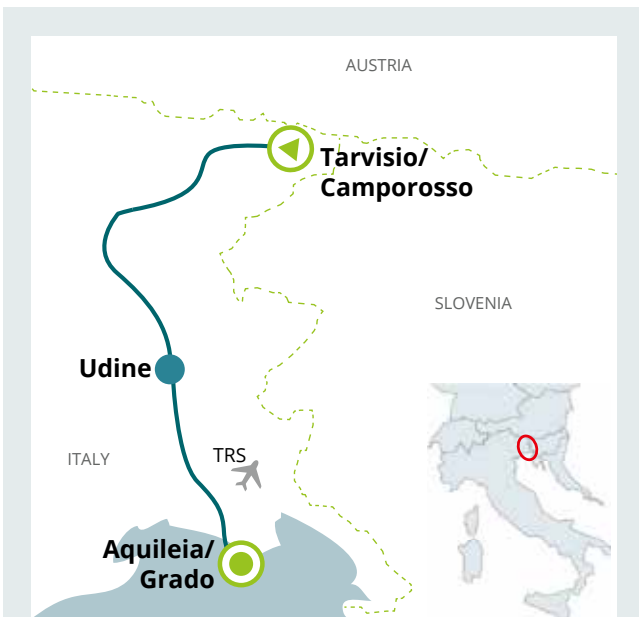 AUSTRIA
Tarvisio/
Camporosso
SLOVENIA
Udine
ITALY
TRS
Aquileia/
Grado